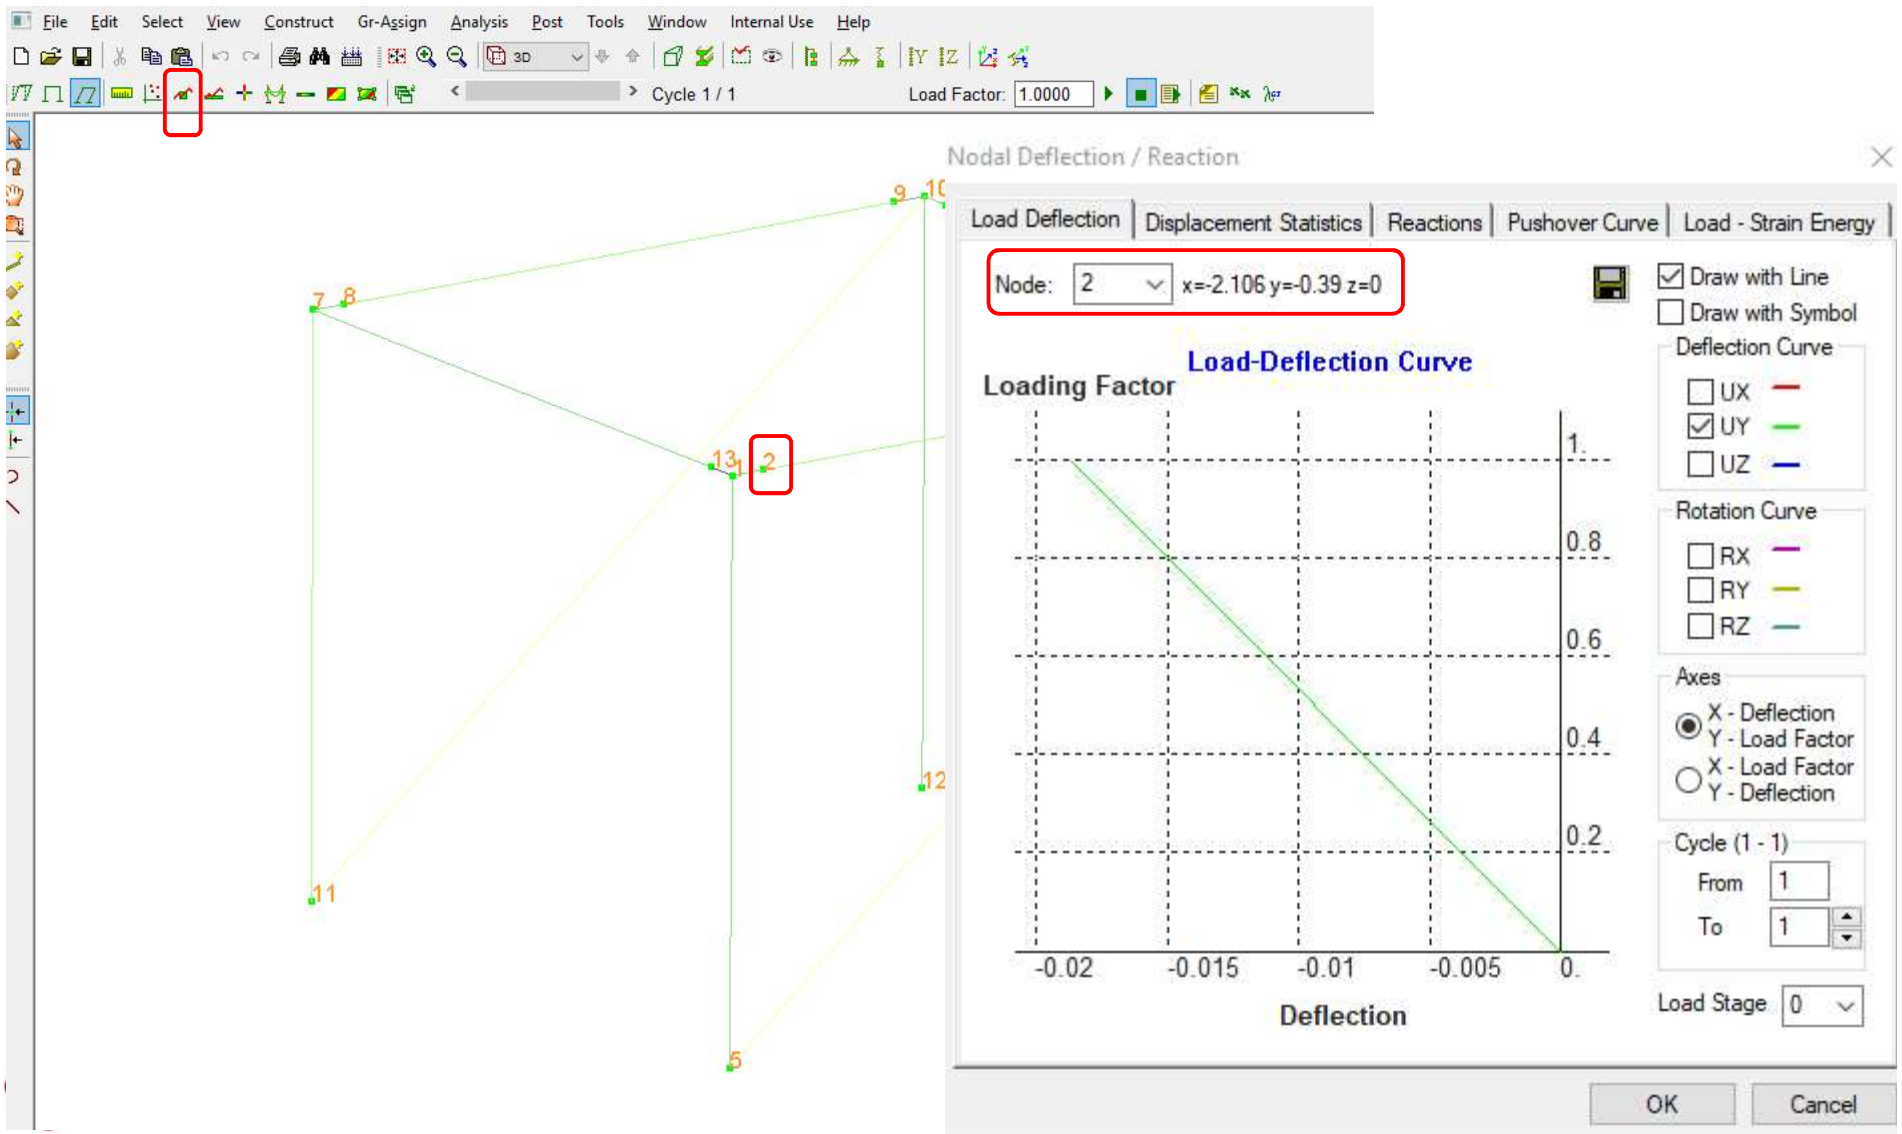 File Edit Select View Construct Gr-Assign Analysis Post Tools Window Internal Use Help
3D
Cycle 1 / 1
Load Factor: 1.0000
Nodal Deflection / Reaction
Load Deflection Displacement Statistics Reactions Pushover Curve Load - Strain Energy
Node: 2 x=-2.106 y=-0.39 z=0
Draw with Line
Draw with Symbol
Load-Deflection Curve
Loading Factor
1.
0.8
0.6
0.4
0.2
-0.02 -0.015 -0.01 -0.005 0.
Deflection
Deflection Curve
UX
UY
UZ
Rotation Curve
RX
RY
RZ
Axes
X - Deflection
Y - Load Factor
X - Load Factor
Y - Deflection
Cycle (1 - 1)
From 1
To 1
Load Stage 0
OK Cancel
9 10
7 8
13 1 2
12
11
5